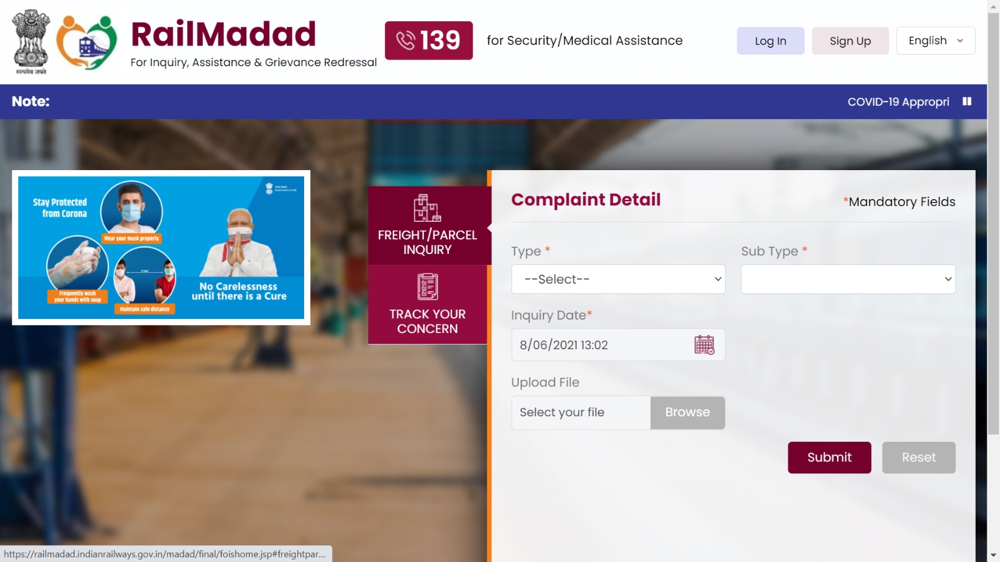 सत्यमेव जयते
RailMadad
For Inquiry, Assistance & Grievance Redressal
139
for Security/Medical Assistance
Log In
Sign Up
English
Note:
COVID-19 Appropri
Stay Protected
from Corona
Wear your mask properly
Frequently wash
your hands with soap
Maintain safe distance
No Carelessness
until there is a Cure
FREIGHT/PARCEL
INQUIRY
TRACK YOUR
CONCERN
Complaint Detail
*Mandatory Fields
Type *
Sub Type *
--Select--
Inquiry Date*
8/06/2021 13:02
Upload File
Select your file
Browse
Submit
Reset
https://railmadad.indianrailways.gov.in/madad/final/foishome.jsp#freightpar...